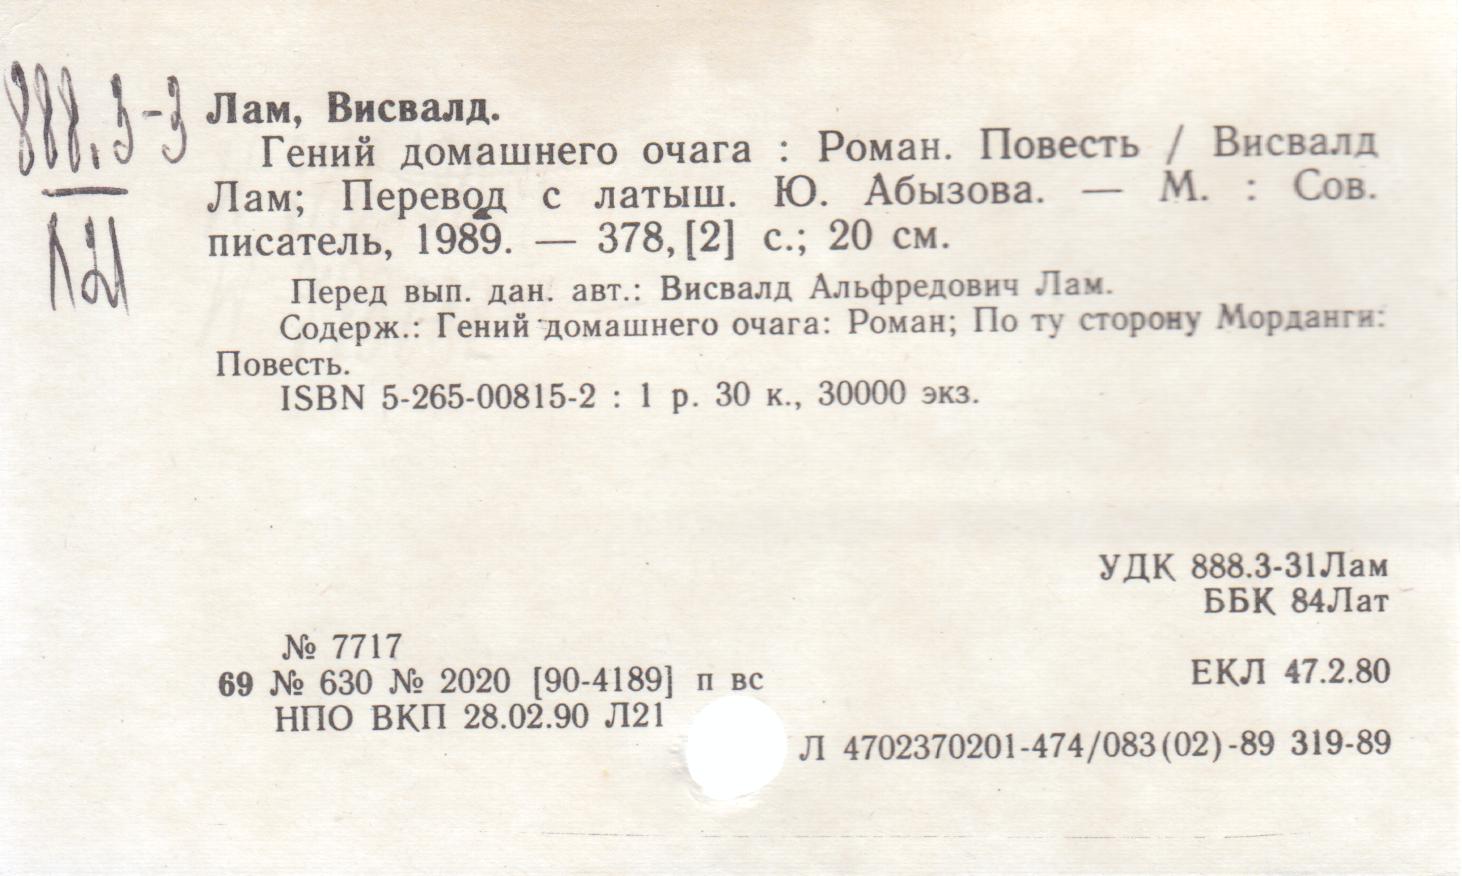 888.3-3
Л21
Лам, Висвалд.
Гений домашнего очага : Роман. Повесть / Висвалд
Лам; Перевод с латыш. Ю. Абызова. — М. : Сов.
писатель, 1989. — 378, [2] с.; 20 см.
Перед вып. дан. авт.: Висвалд Альфредович Лам.
Содерж.: Гений домашнего очага: Роман; По ту сторону Морданги:
Повесть.
ISBN 5-265-00815-2 : 1 р. 30 к., 30000 экз.
УДК 888.3-31Лам
ББК 84Лат
№ 7717
69 № 630 № 2020 [90-4189] п вс
ЕКЛ 47.2.80
НПО ВКП 28.02.90 Л21
Л 4702370201-474/083(02)-89 319-89